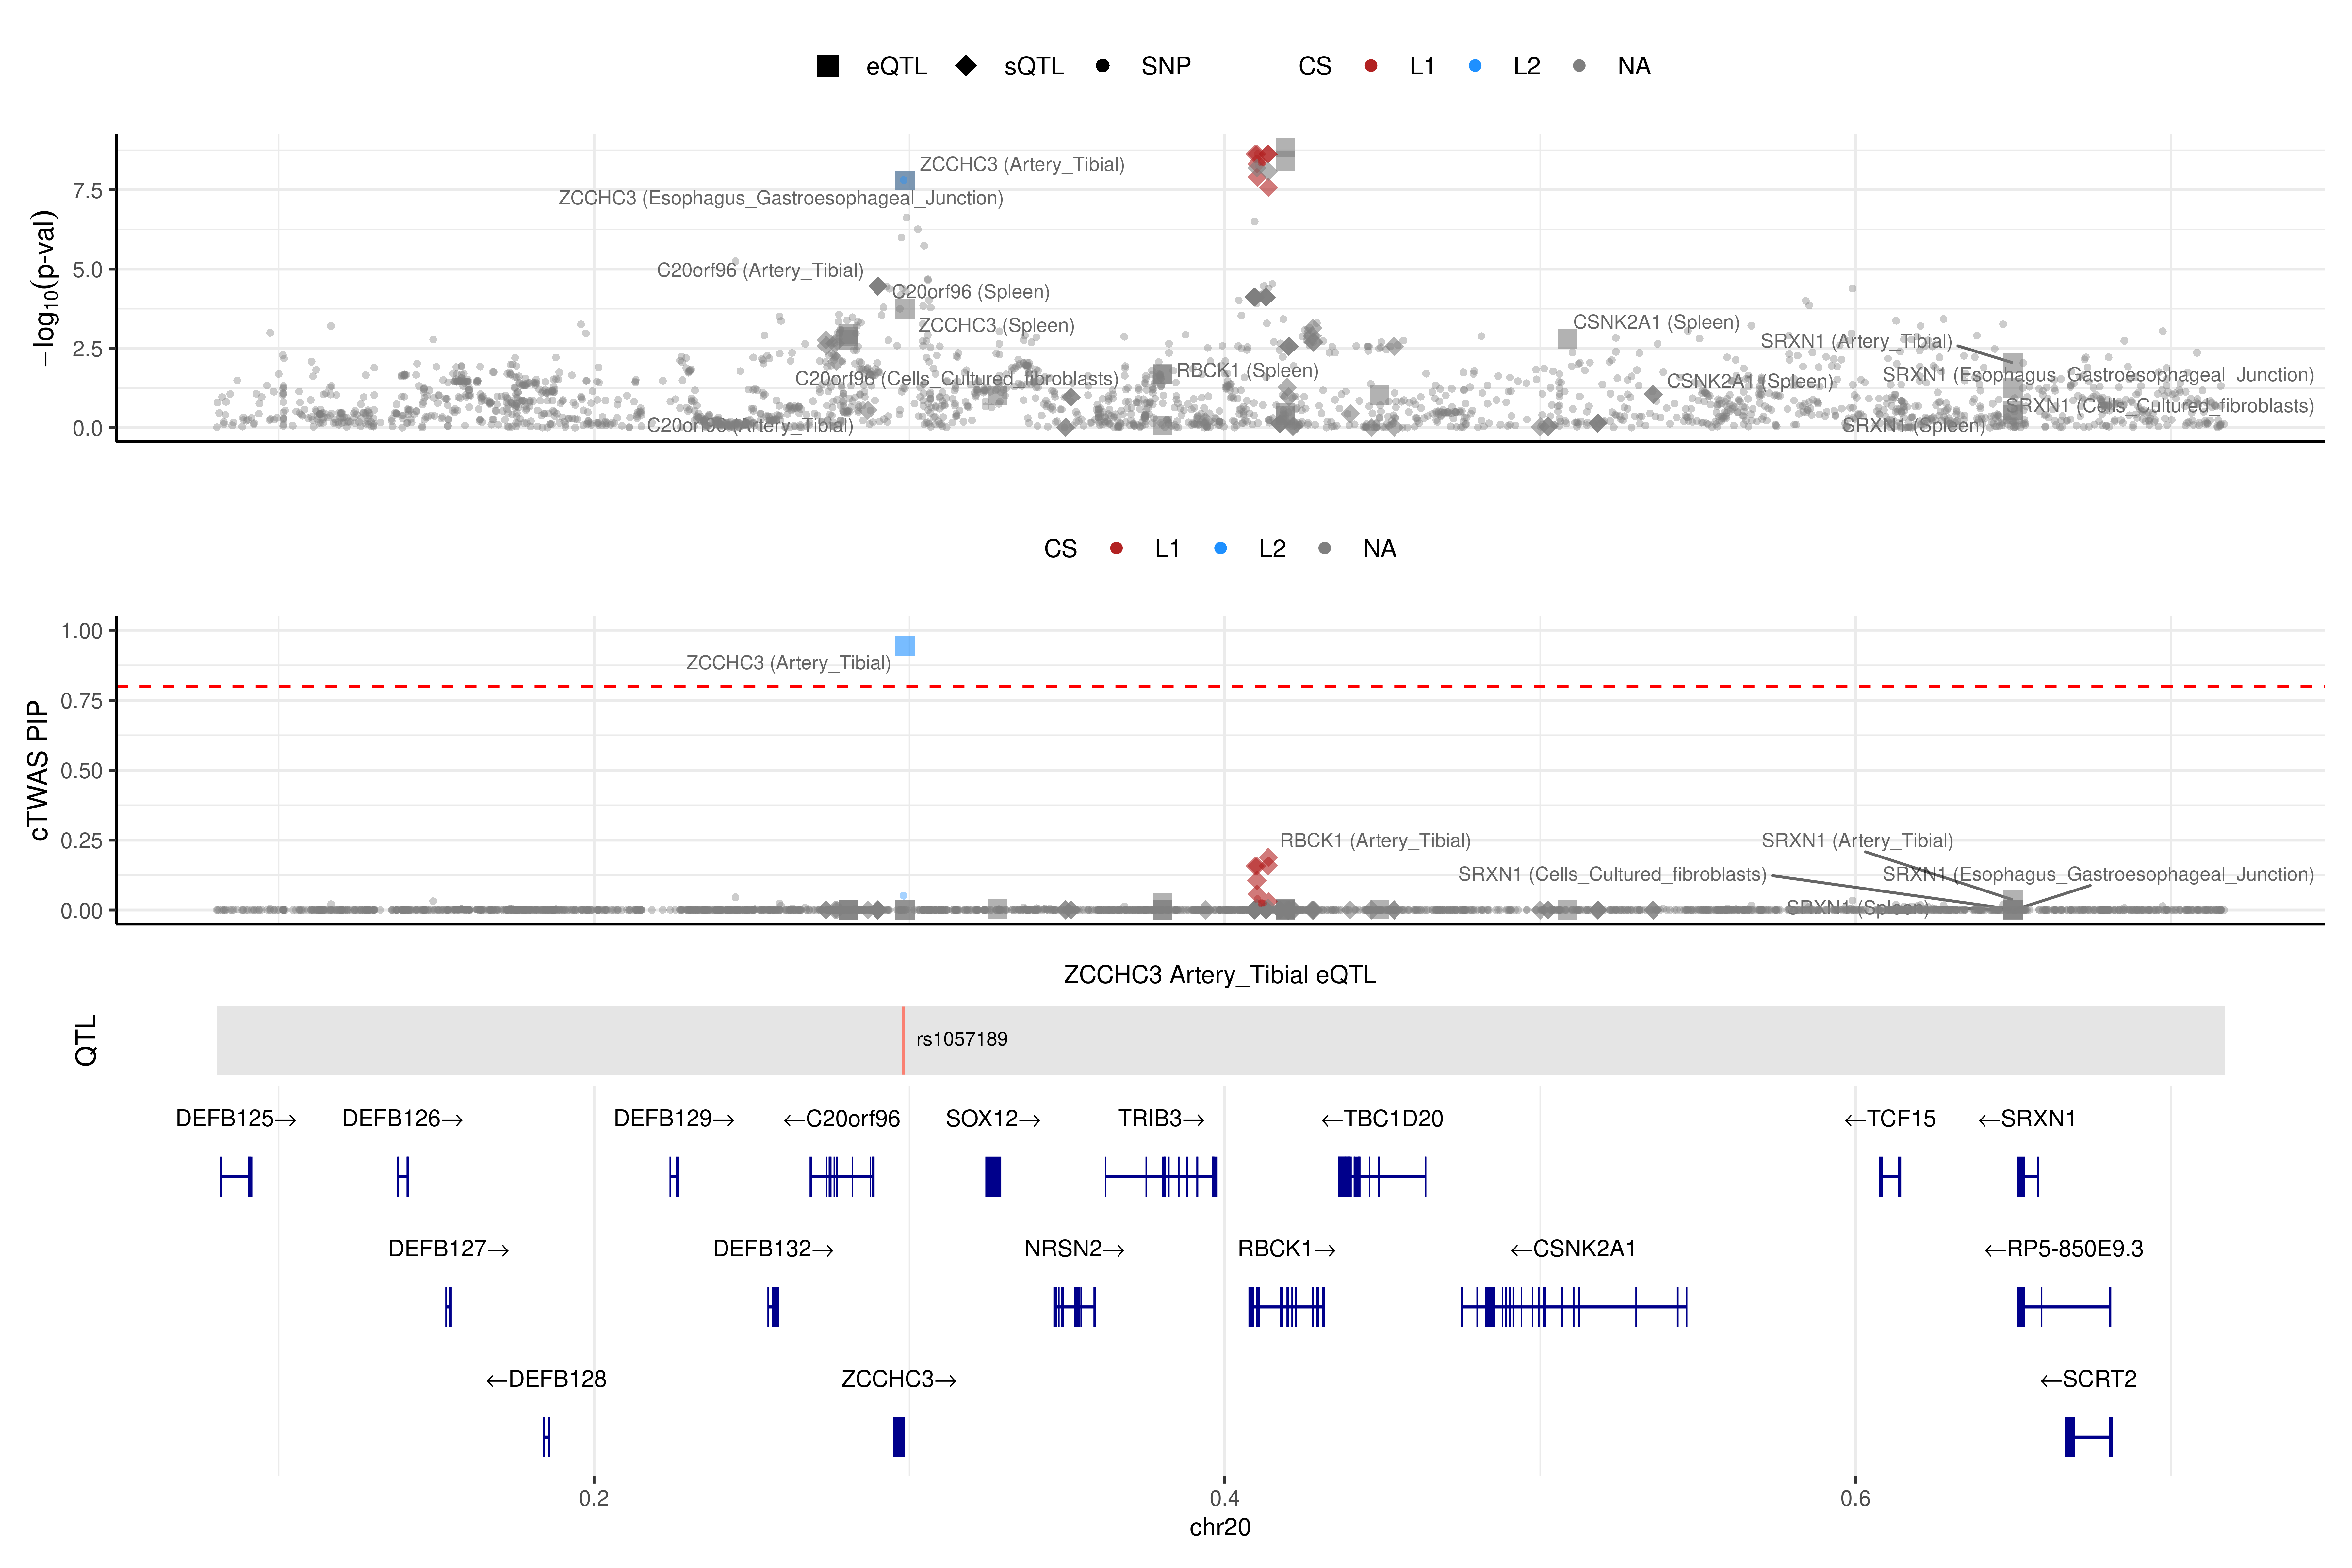 eQTL sQTL SNP CS L1 L2 NA
−log10(p-val)
7.5
5.0
2.5
0.0
ZCCHC3 (Artery_Tibial)
ZCCHC3 (Esophagus_Gastroesophageal_Junction)
C20orf96 (Artery_Tibial)
C20orf96 (Spleen)
ZCCHC3 (Spleen)
CSNK2A1 (Spleen)
SRXN1 (Artery_Tibial)
RBCK1 (Spleen)
SRXN1 (Esophagus_Gastroesophageal_Junction)
C20orf96 (Cells_Cultured_fibroblasts)
CSNK2A1 (Spleen)
SRXN1 (Cells_Cultured_fibroblasts)
C20orf96 (Artery_Tibial)
SRXN1 (Spleen)
CS L1 L2 NA
cTWAS PIP
1.00
0.75
0.50
0.25
0.00
ZCCHC3 (Artery_Tibial)
RBCK1 (Artery_Tibial)
SRXN1 (Artery_Tibial)
SRXN1 (Cells_Cultured_fibroblasts)
SRXN1 (Esophagus_Gastroesophageal_Junction)
SRXN1 (Spleen)
ZCCHC3 Artery_Tibial eQTL
QTL
rs1057189
DEFB125→ DEFB126→ DEFB129→ ←C20orf96 SOX12→ TRIB3→ ←TBC1D20 ←TCF15 ←SRXN1
DEFB127→ DEFB132→ NRSN2→ RBCK1→ ←CSNK2A1 ←RP5-850E9.3
←DEFB128 ZCCHC3→ ←SCRT2
0.2 0.4 0.6
chr20